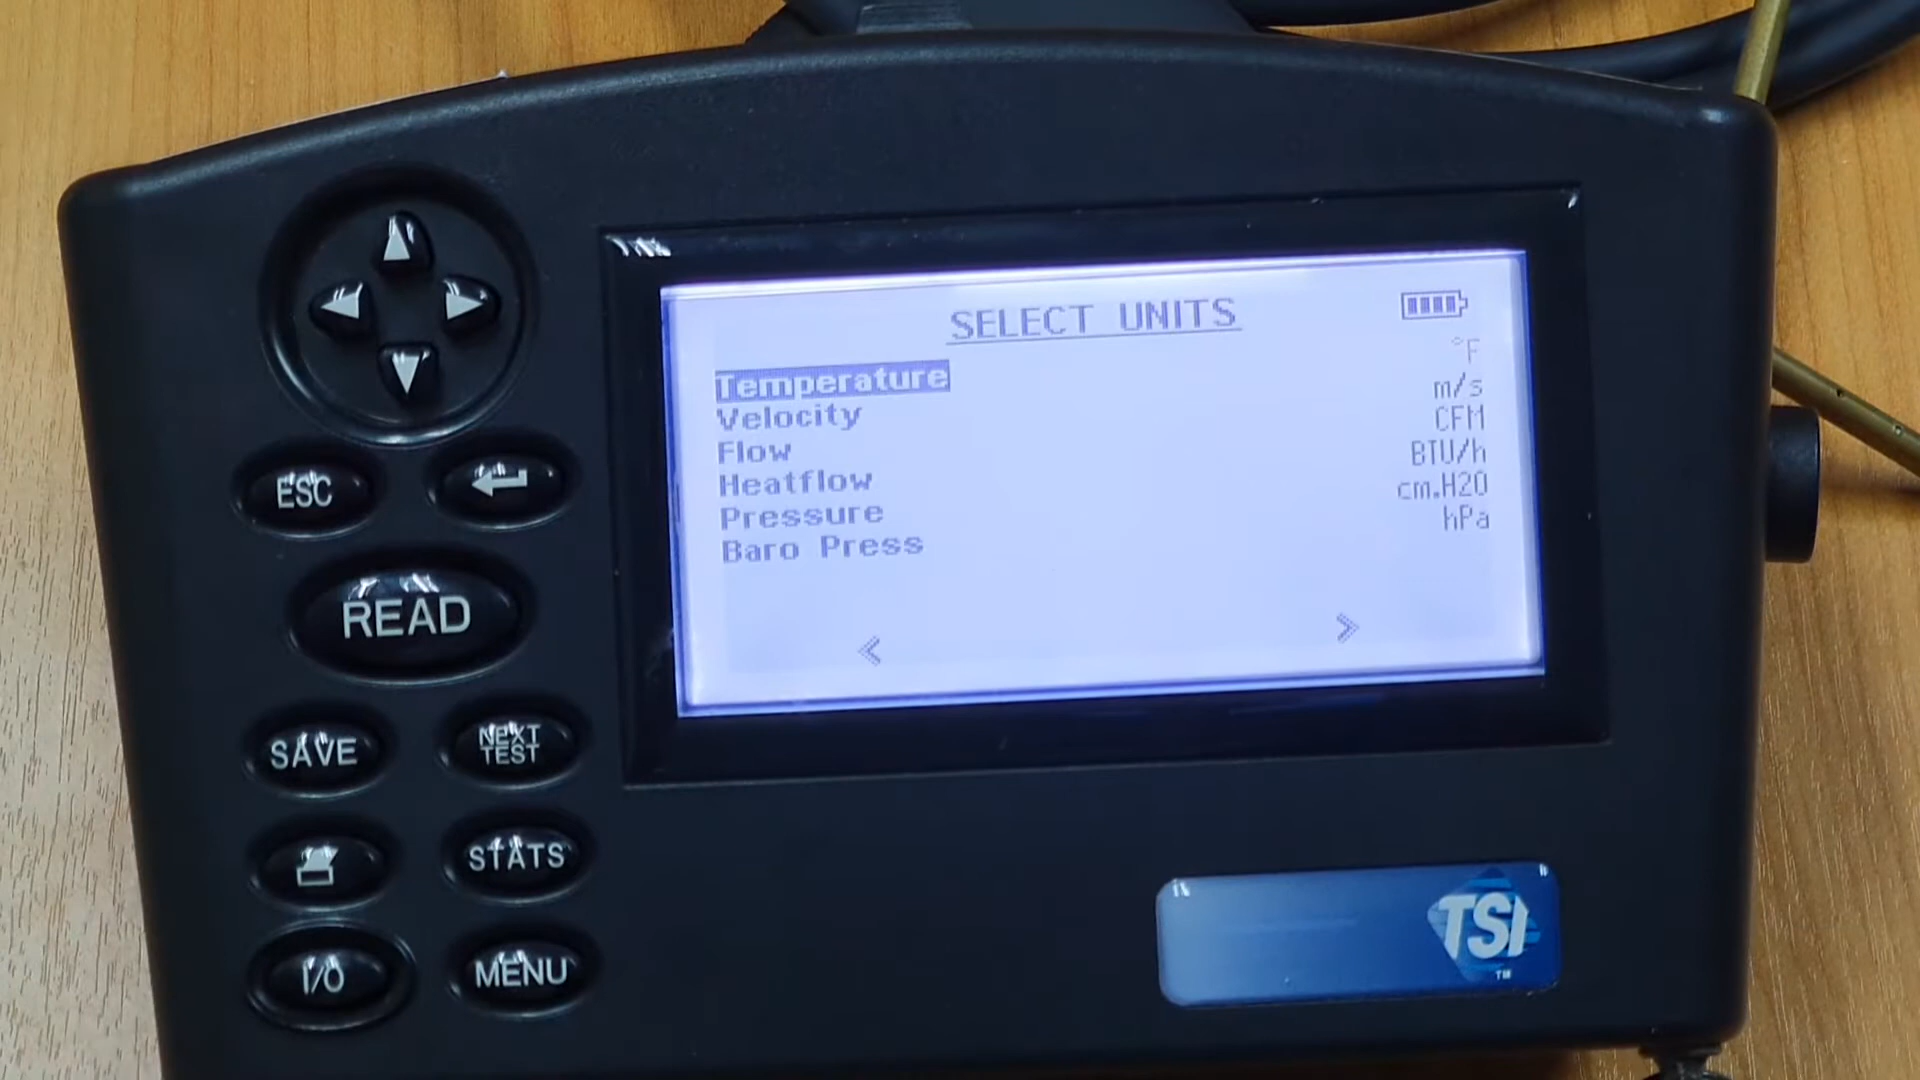 SELECT UNITS
Temperature °F
Velocity m/s
Flow CFM
Heatflow BTU/h
Pressure cm.H2O
Baro Press hPa
< >
ESC
READ
SAVE
NEXT TEST
STATS
I/O
MENU
TSI
TM